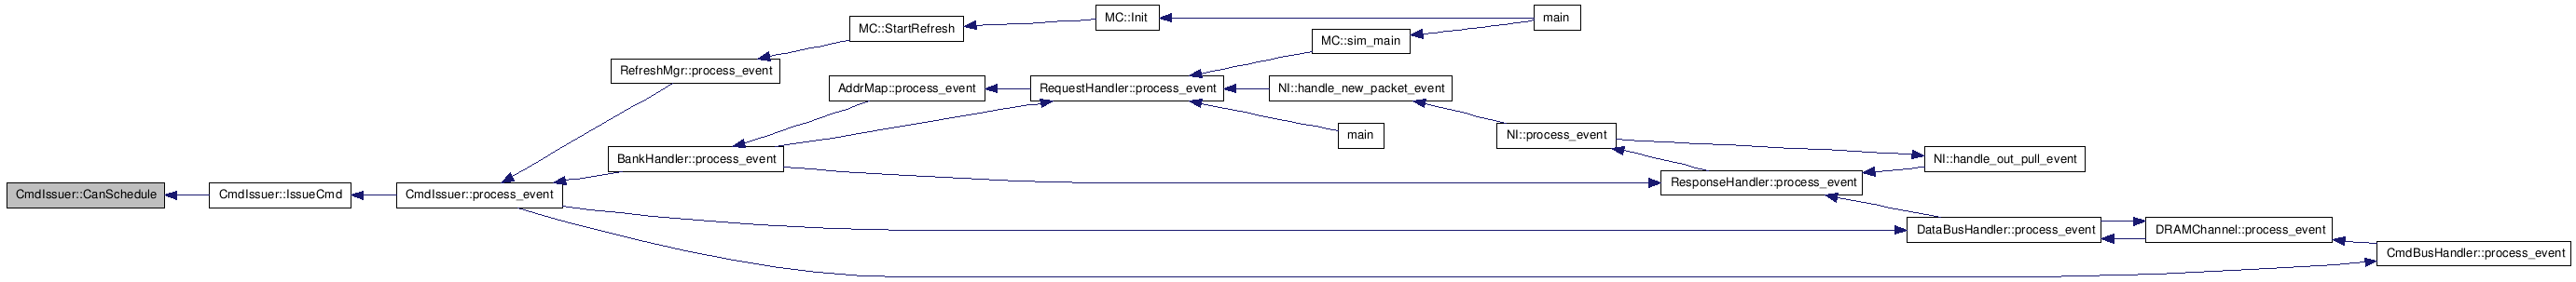 MC::Init
main
MC::StartRefresh
MC::sim_main
RefreshMgr::process_event
AddrMap::process_event
RequestHandler::process_event
NI::handle_new_packet_event
main
NI::process_event
BankHandler::process_event
NI::handle_out_pull_event
ResponseHandler::process_event
CmdIssuer::CanSchedule
CmdIssuer::IssueCmd
CmdIssuer::process_event
DataBusHandler::process_event
DRAMChannel::process_event
CmdBusHandler::process_event